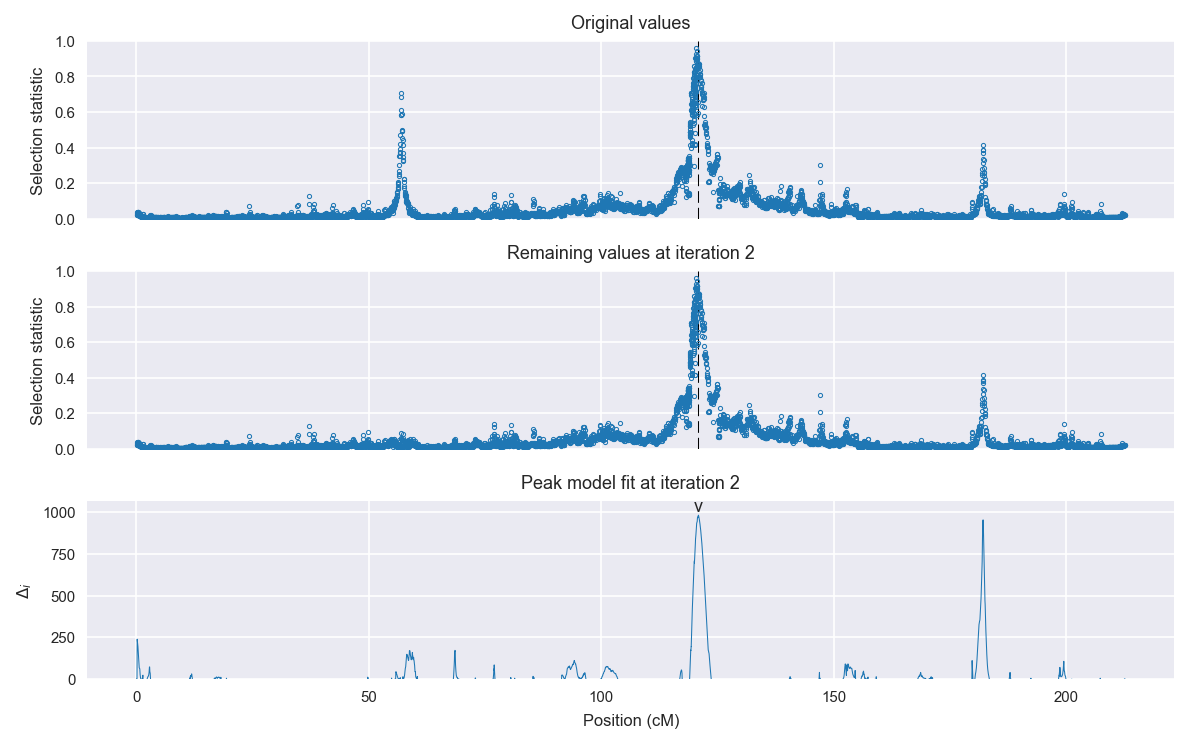 Original values
1.0
0.8
0.6
0.4
0.2
0.0
Selection statistic
Remaining values at iteration 2
1.0
0.8
0.6
0.4
0.2
0.0
Selection statistic
Peak model fit at iteration 2
v
1000
750
500
250
0
Δi
0 50 100 150 200
Position (cM)